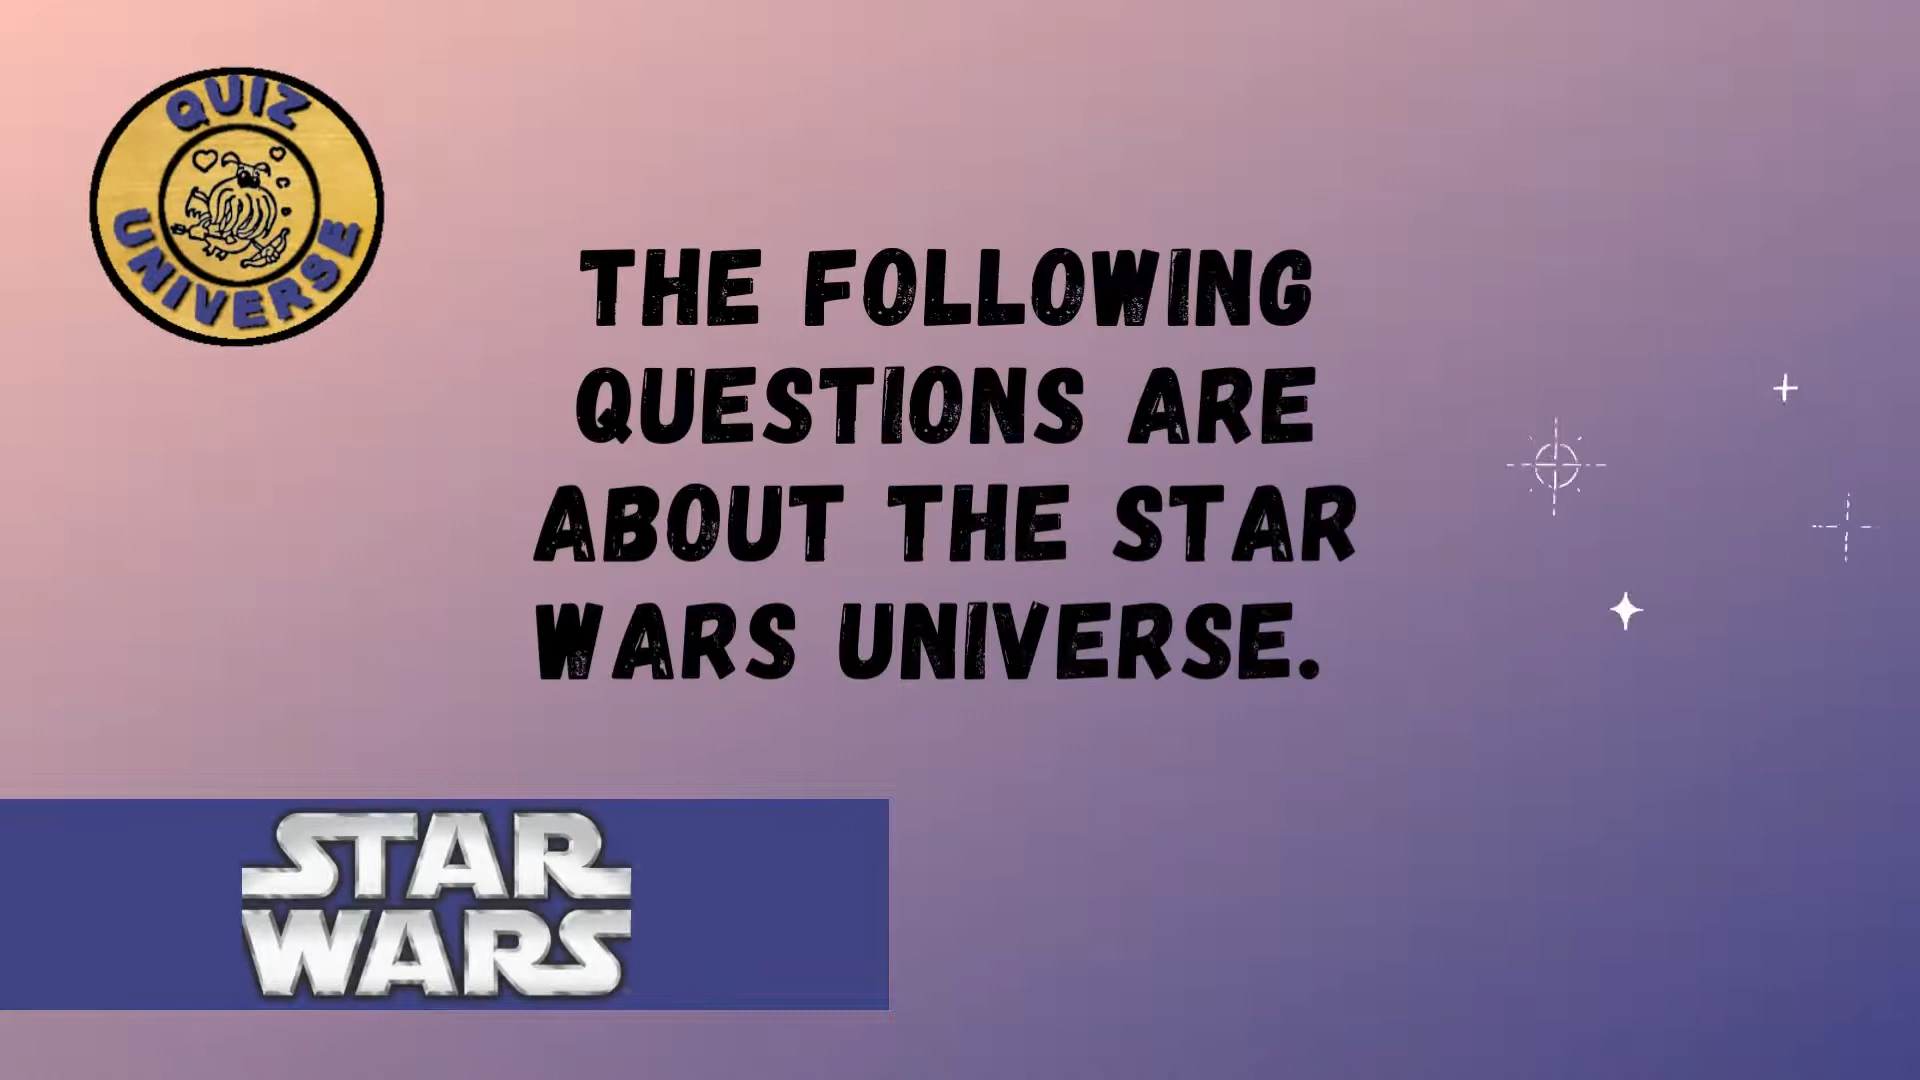 QUIZ
UNIVERSE
THE FOLLOWING
QUESTIONS ARE
ABOUT THE STAR
WARS UNIVERSE.
STAR
WARS